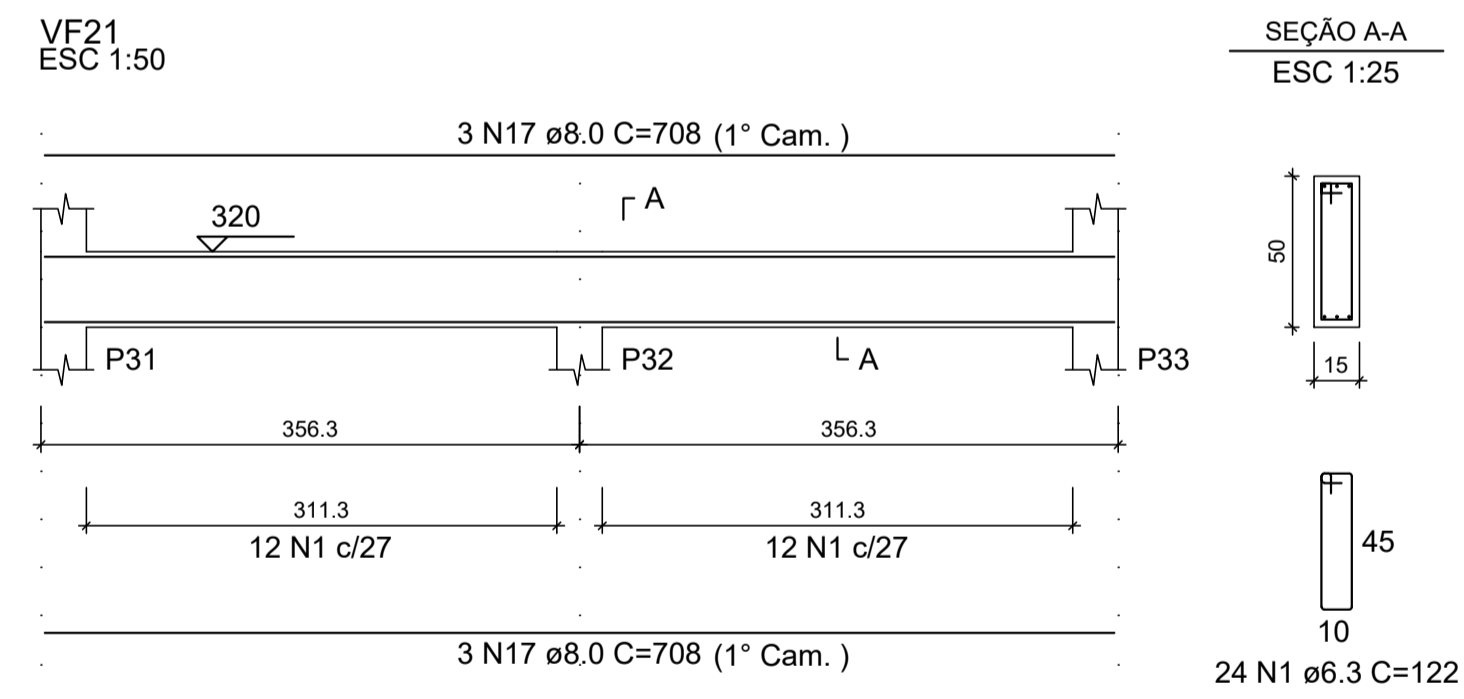 VF21
ESC 1:50
SEÇÃO A-A
ESC 1:25
3 N17 ø8.0 C=708 (1° Cam. )
A
320
50
P31
P32
A
P33
15
356.3
356.3
311.3
311.3
12 N1 c/27
12 N1 c/27
45
10
3 N17 ø8.0 C=708 (1° Cam. )
24 N1 ø6.3 C=122